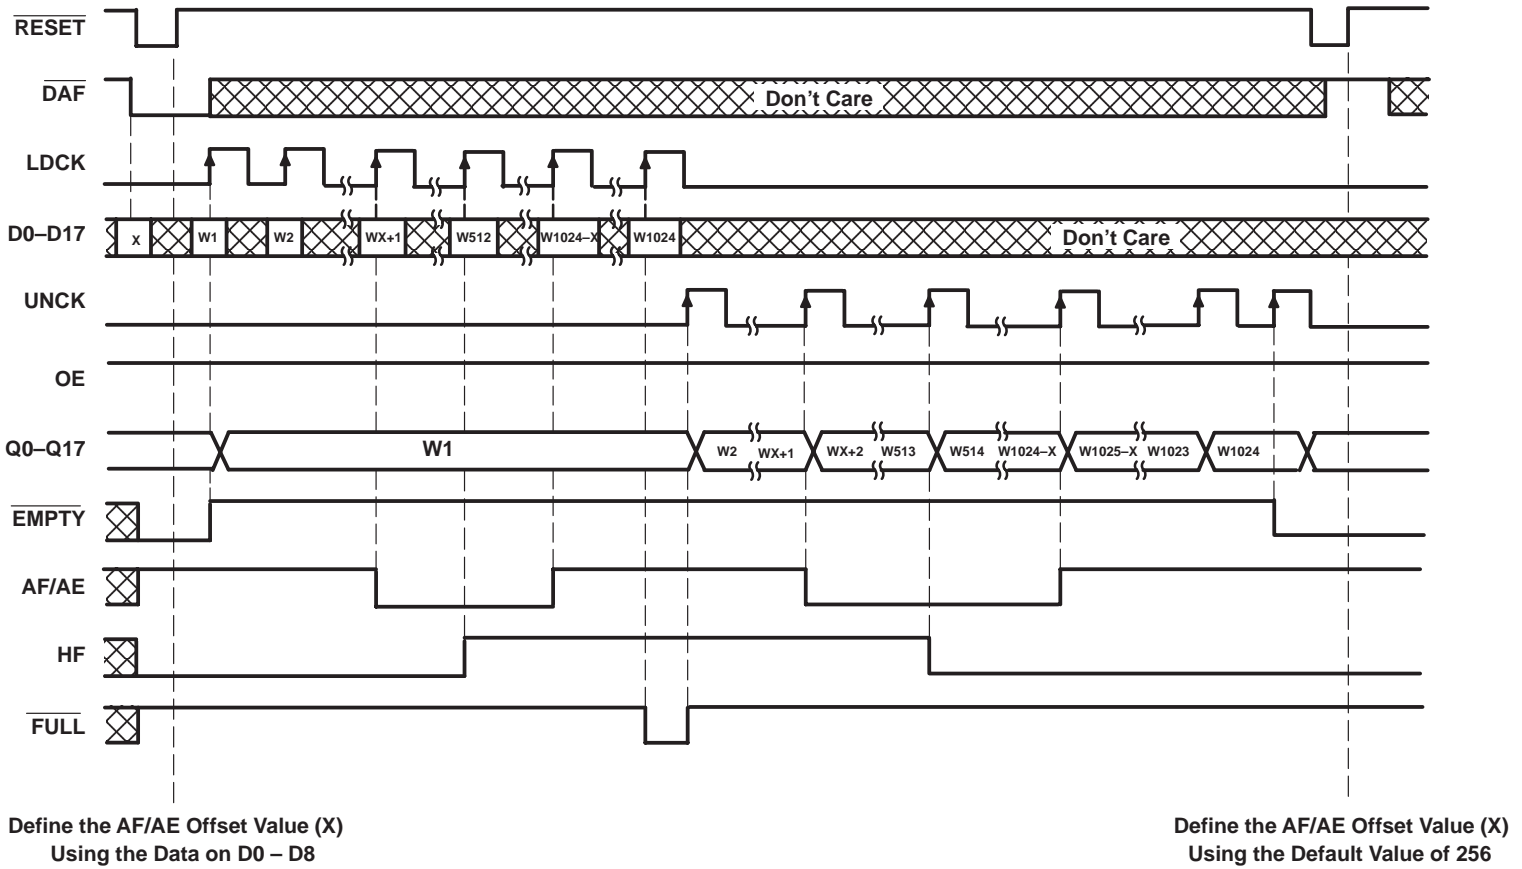 RESET
DAF
Don't Care
LDCK
D0–D17
X
W1
W2
WX+1
W512
W1024–X
W1024
Don't Care
UNCK
OE
Q0–Q17
W1
W2
WX+1
WX+2
W513
W514
W1024–X
W1025–X
W1023
W1024
EMPTY
AF/AE
HF
FULL
Define the AF/AE Offset Value (X)
Using the Data on D0 – D8
Define the AF/AE Offset Value (X)
Using the Default Value of 256